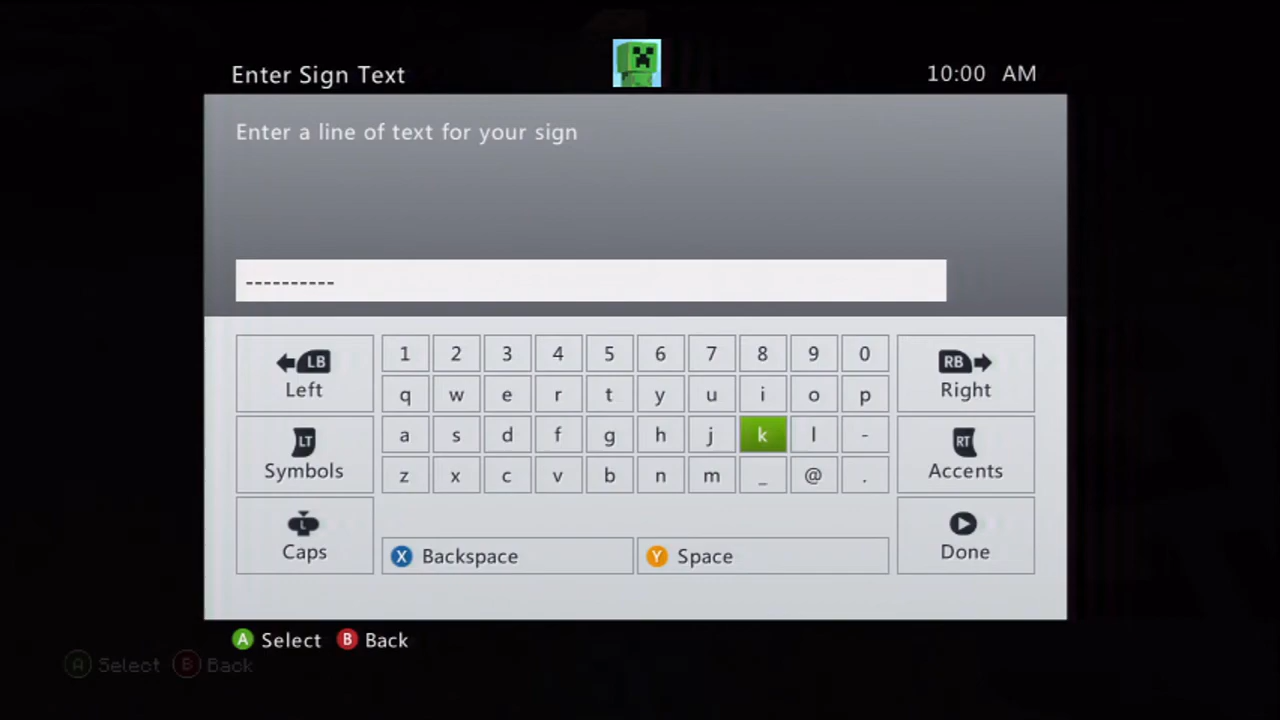 Enter Sign Text
10:00 AM
Enter a line of text for your sign
----------
LB
Left
1 2 3 4 5 6 7 8 9 0
RB
Right
q w e r t y u i o p
LT
Symbols
a s d f g h j k l -
RT
Accents
z x c v b n m _ @ .
L
Caps
X Backspace
Y Space
Done
A Select B Back
A Select B Back